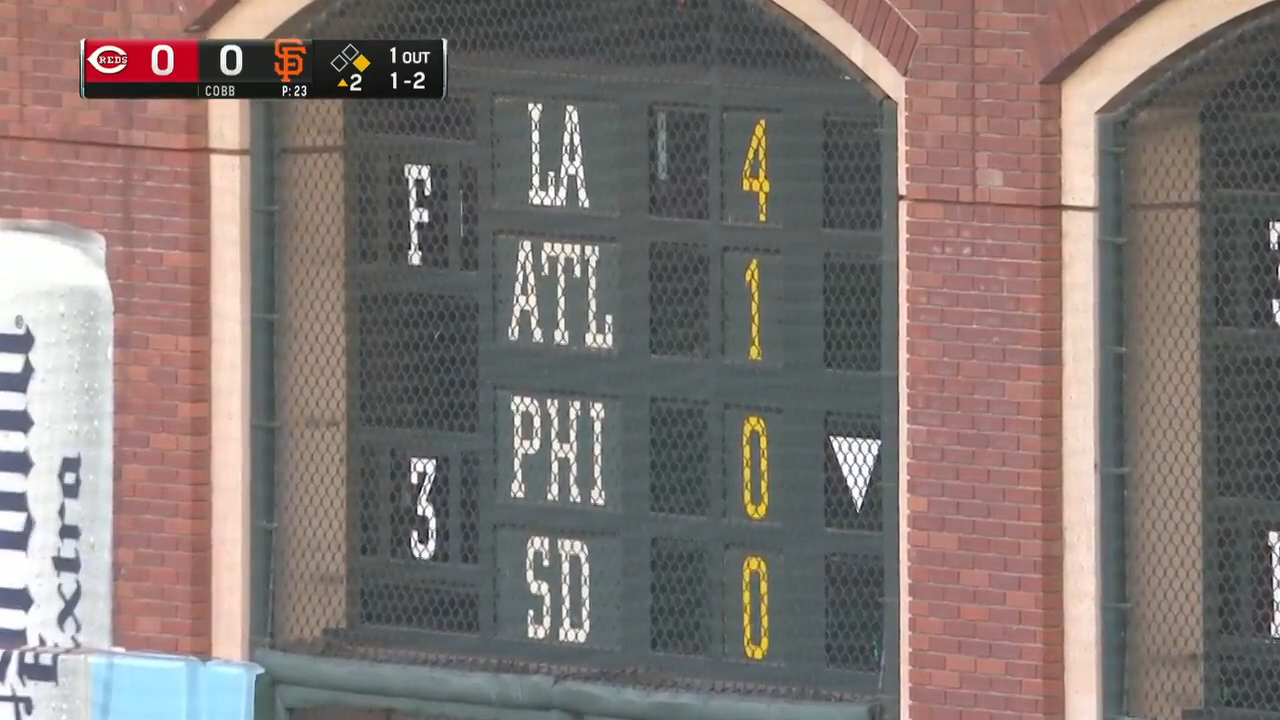 REDS 0 0 SF 2 1 OUT
COBB P: 23 1-2
LA 4
F
ATL 1
PHI 0
3
SD 0
Extra